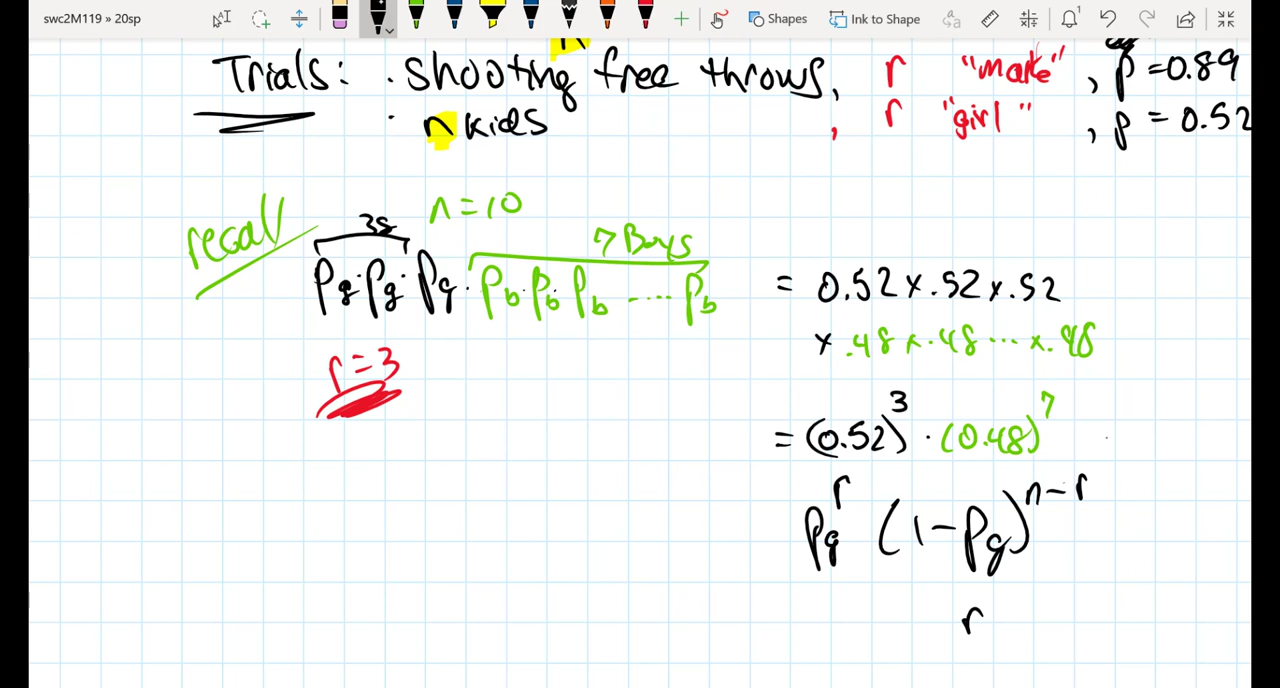 swc2M119 » 20sp
Shapes
Ink to Shape
Trials: · shooting free throws, r "make", p = 0.89
· n kids, r "girl", p = 0.52
recall
n = 10
3g
7 Boys
Pg · Pg · Pg · Pb · Pb · Pb ···· Pb = 0.52 x .52 x .52
x .48 x .48 ··· x .48
r = 3
= (0.52)^3 · (0.48)^7
Pg^r (1 - Pg)^n-r
r